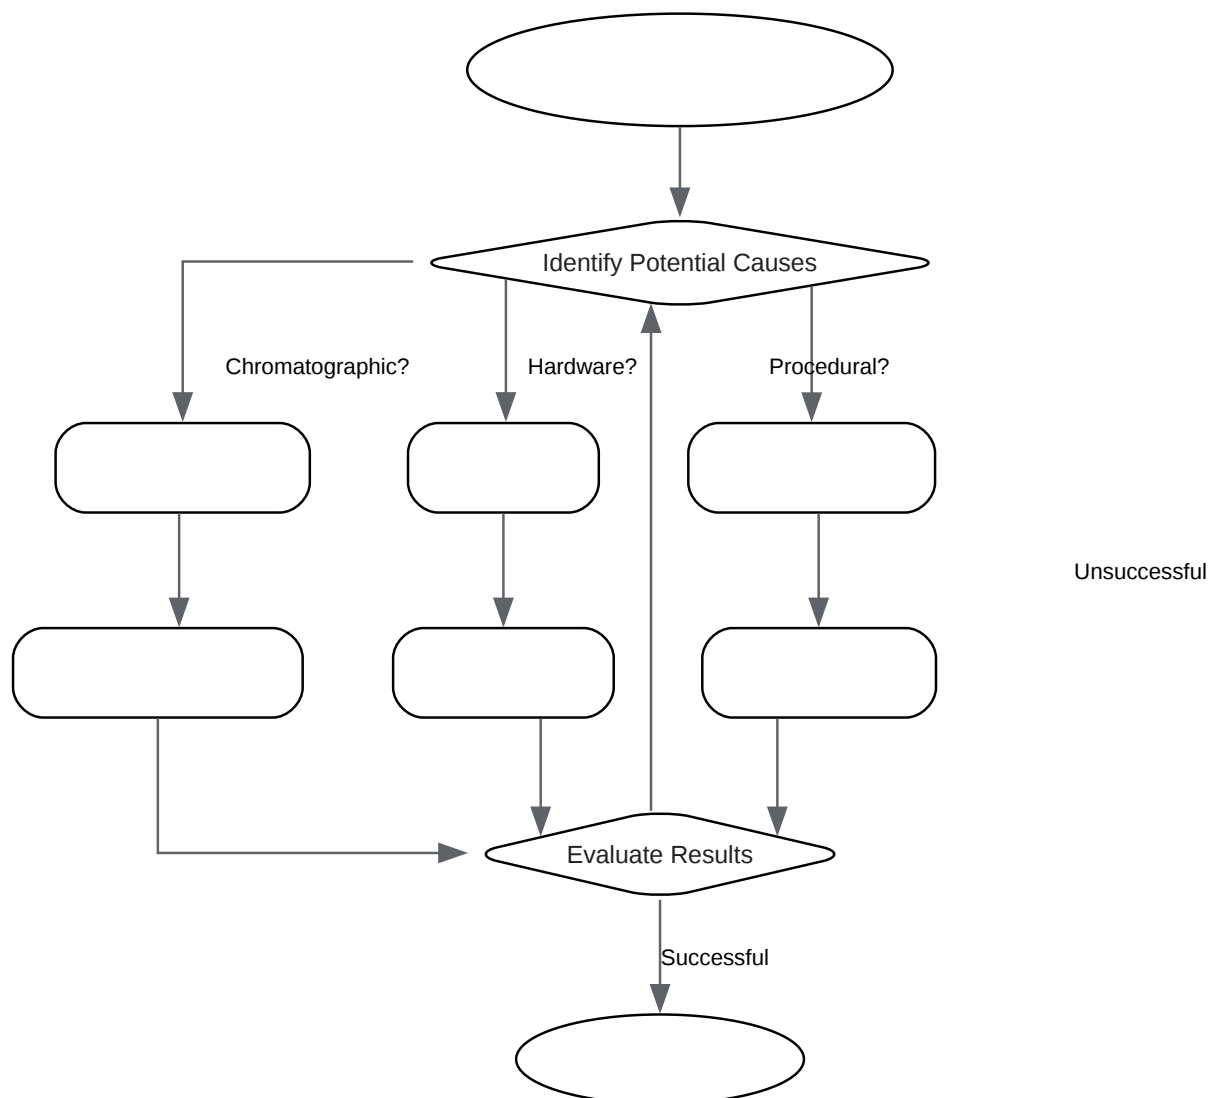 Identify Potential Causes
Chromatographic?
Hardware?
Procedural?
Unsuccessful
Evaluate Results
Successful